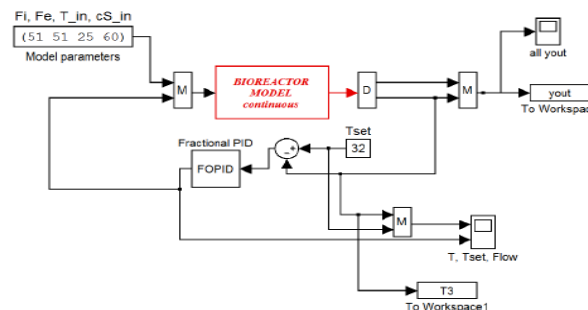 Fi, Fe, T_in, cS_in
(51 51 25 60)
Model parameters
M
BIOREACTOR
MODEL
continuous
D
M
all yout
yout
To Workspac
Fractional PID
FOPID
- +
Tset
32
M
T, Tset, Flow
T3
To Workspace1